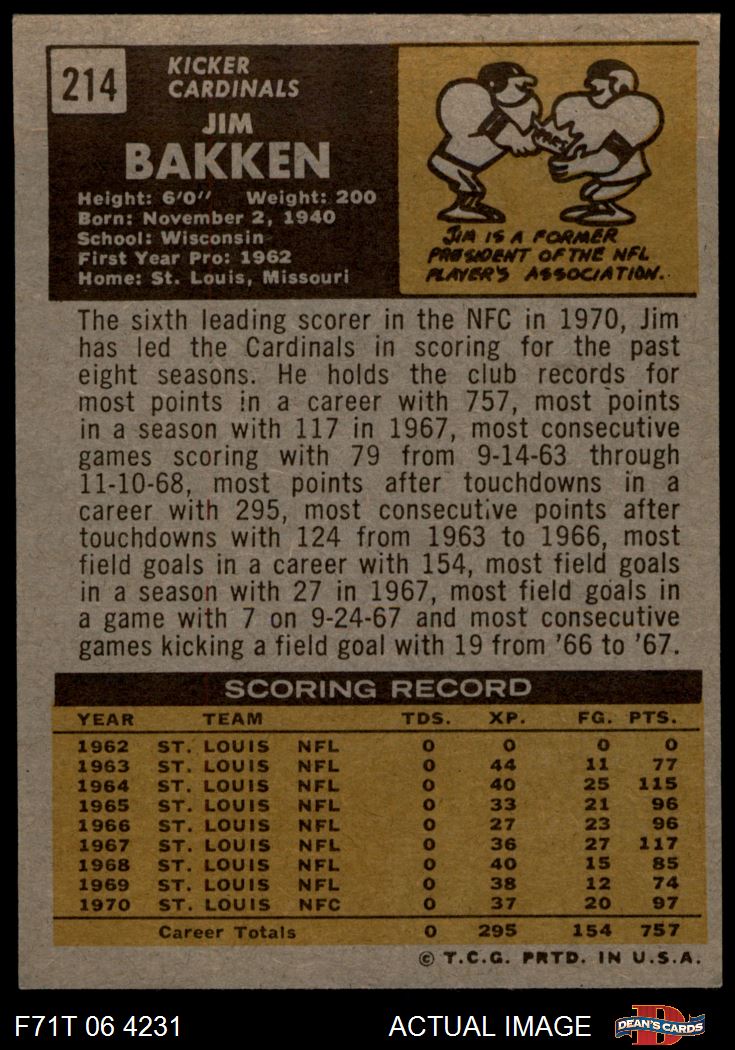 214
KICKER
CARDINALS
JIM
BAKKEN
Height: 6'0" Weight: 200
Born: November 2, 1940
School: Wisconsin
First Year Pro: 1962
Home: St. Louis, Missouri
JIM IS A FORMER
PRESIDENT OF THE NFL
PLAYER'S ASSOCIATION.
The sixth leading scorer in the NFC in 1970, Jim
has led the Cardinals in scoring for the past
eight seasons. He holds the club records for
most points in a career with 757, most points
in a season with 117 in 1967, most consecutive
games scoring with 79 from 9-14-63 through
11-10-68, most points after touchdowns in a
career with 295, most consecutive points after
touchdowns with 124 from 1963 to 1966, most
field goals in a career with 154, most field goals
in a season with 27 in 1967, most field goals in
a game with 7 on 9-24-67 and most consecutive
games kicking a field goal with 19 from '66 to '67.
SCORING RECORD
YEAR TEAM TDS. XP. FG. PTS.
1962 ST. LOUIS NFL 0 0 0 0
1963 ST. LOUIS NFL 0 44 11 77
1964 ST. LOUIS NFL 0 40 25 115
1965 ST. LOUIS NFL 0 33 21 96
1966 ST. LOUIS NFL 0 27 23 96
1967 ST. LOUIS NFL 0 36 27 117
1968 ST. LOUIS NFL 0 40 15 85
1969 ST. LOUIS NFL 0 38 12 74
1970 ST. LOUIS NFC 0 37 20 97
Career Totals 0 295 154 757
© T.C.G. PRTD. IN U.S.A.
F71T 06 4231 ACTUAL IMAGE
DEAN'S CARDS